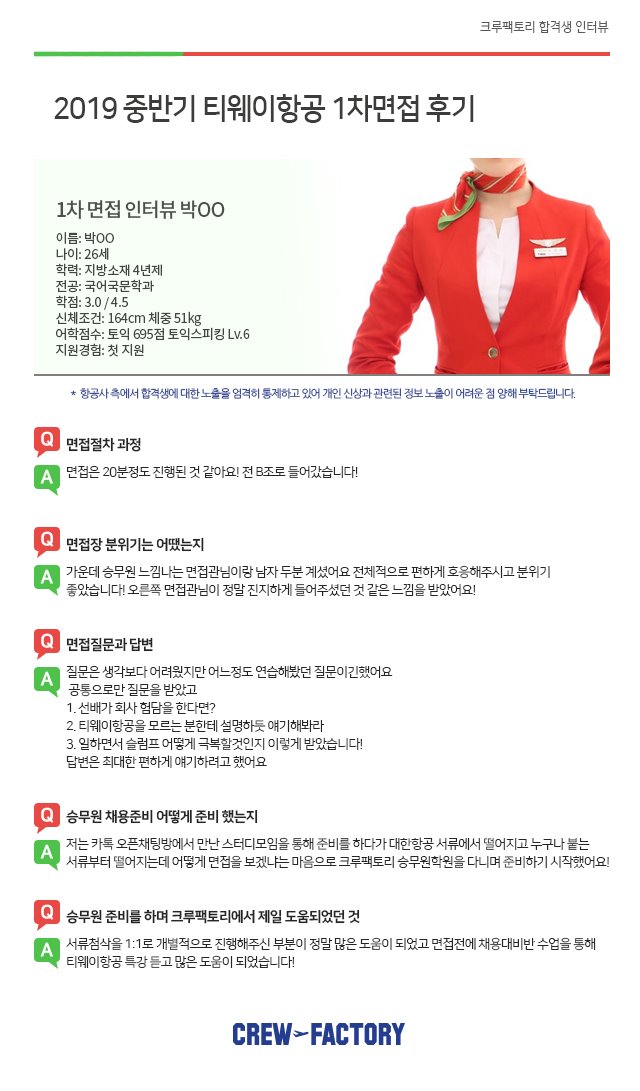 크루팩토리 합격생 인터뷰
2019 중반기 티웨이항공 1차면접 후기
1차 면접 인터뷰 박OO
이름: 박OO
나이: 26세
학력: 지방소재 4년제
전공: 국어국문학과
학점: 3.0 / 4.5
신체조건: 164cm 체중 51kg
어학점수: 토익 695점 토익스피킹 Lv.6
지원경험: 첫 지원
* 항공사 측에서 합격생에 대한 노출을 엄격히 통제하고 있어 개인 신상과 관련된 정보 노출이 어려운 점 양해 부탁드립니다.
Q 면접절차 과정
A 면접은 20분정도 진행된 것 같아요! 전 B조로 들어갔습니다!
Q 면접장 분위기는 어땠는지
A 가운데 승무원 느낌나는 면접관님이랑 남자 두분 계셨어요 전체적으로 편하게 호응해주시고 분위기
좋았습니다! 오른쪽 면접관님이 정말 진지하게 들어주셨던 것 같은 느낌을 받았어요!
Q 면접질문과 답변
A 질문은 생각보다 어려웠지만 어느정도 연습해봤던 질문이긴했어요
공통으로만 질문을 받았고
1. 선배가 회사 험담을 한다면?
2. 티웨이항공을 모르는 분한테 설명하듯 얘기해봐라
3. 일하면서 슬럼프 어떻게 극복할것인지 이렇게 받았습니다!
답변은 최대한 편하게 얘기하려고 했어요
Q 승무원 채용준비 어떻게 준비 했는지
A 저는 카톡 오픈채팅방에서 만난 스터디모임을 통해 준비를 하다가 대한항공 서류에서 떨어지고 누구나 붙는
서류부터 떨어지는데 어떻게 면접을 보겠냐는 마음으로 크루팩토리 승무원학원을 다니며 준비하기 시작했어요!
Q 승무원 준비를 하며 크루팩토리에서 제일 도움되었던 것
A 서류첨삭을 1:1로 개별적으로 진행해주신 부분이 정말 많은 도움이 되었고 면접전에 채용대비반 수업을 통해
티웨이항공 특강 듣고 많은 도움이 되었습니다!
CREW FACTORY